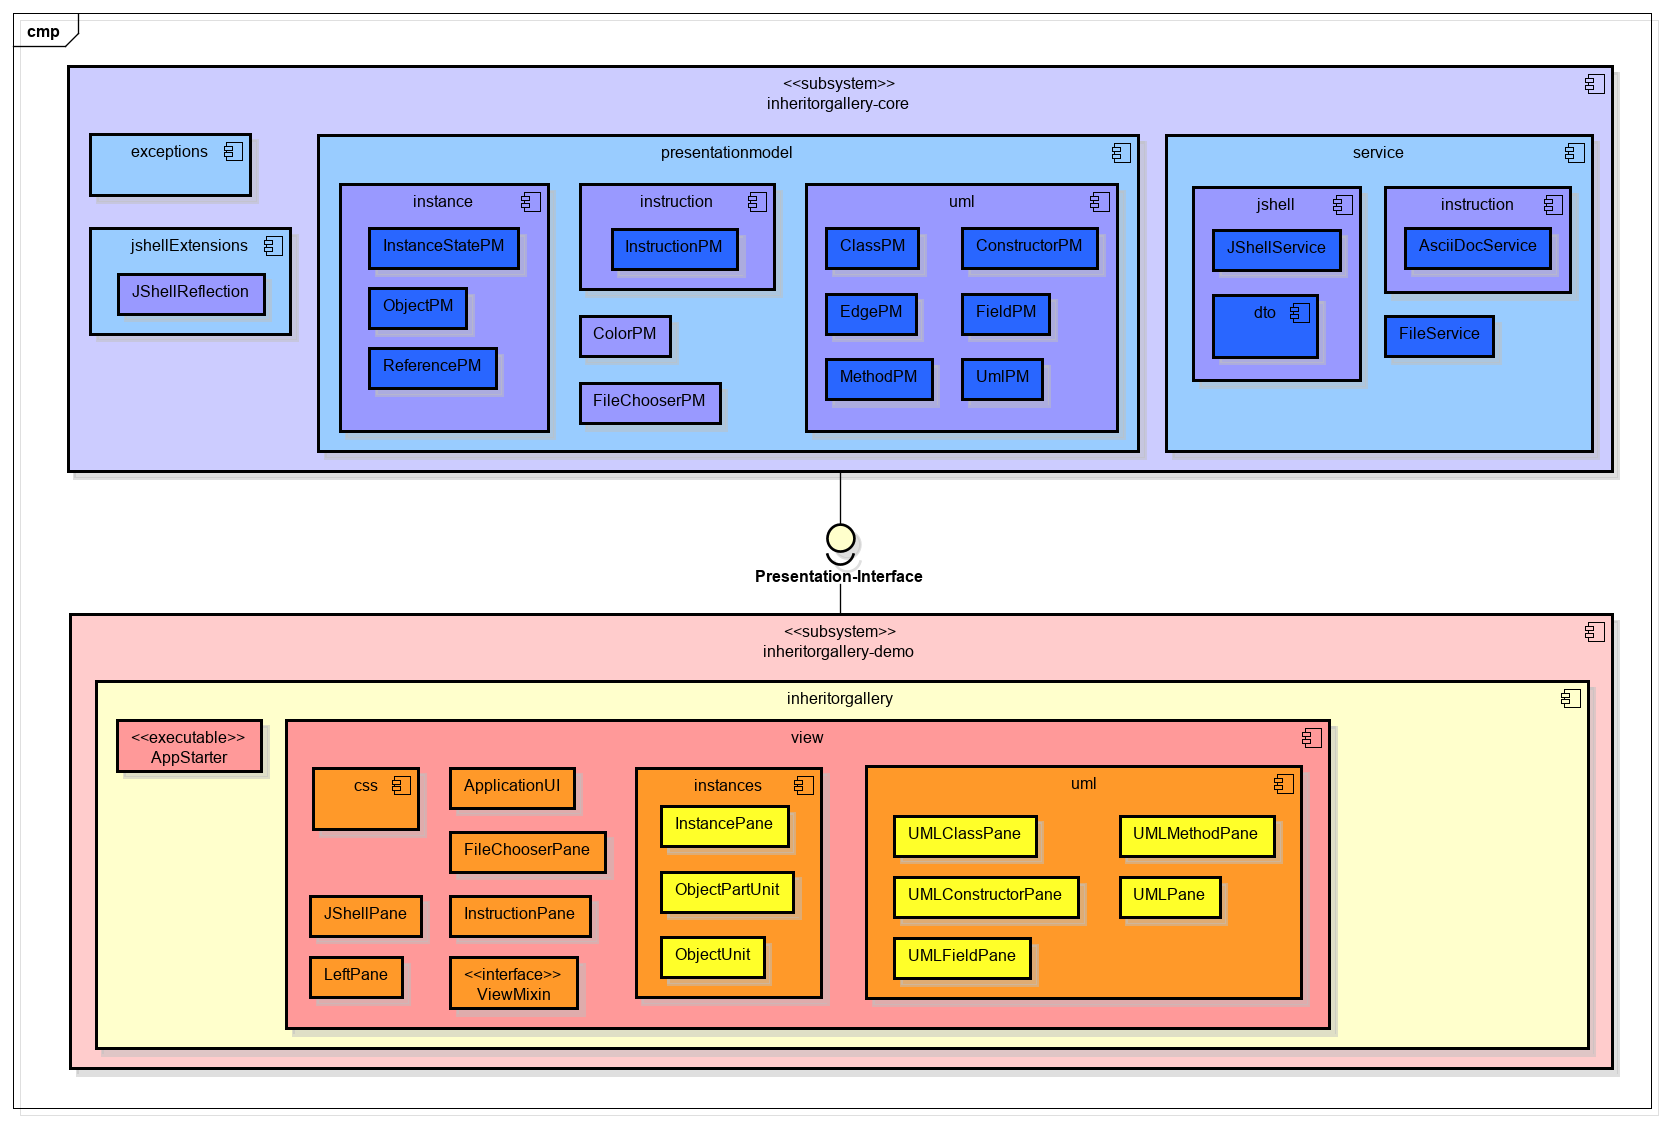 cmp
<<subsystem>>
inheritorgallery-core
exceptions
jshellExtensions
JShellReflection
presentationmodel
instance
InstanceStatePM
ObjectPM
ReferencePM
instruction
InstructionPM
ColorPM
FileChooserPM
uml
ClassPM
ConstructorPM
EdgePM
FieldPM
MethodPM
UmlPM
service
jshell
JShellService
dto
instruction
AsciiDocService
FileService
Presentation-Interface
<<subsystem>>
inheritorgallery-demo
inheritorgallery
<<executable>>
AppStarter
view
css
ApplicationUI
FileChooserPane
JShellPane
InstructionPane
LeftPane
<<interface>>
ViewMixin
instances
InstancePane
ObjectPartUnit
ObjectUnit
uml
UMLClassPane
UMLMethodPane
UMLConstructorPane
UMLPane
UMLFieldPane